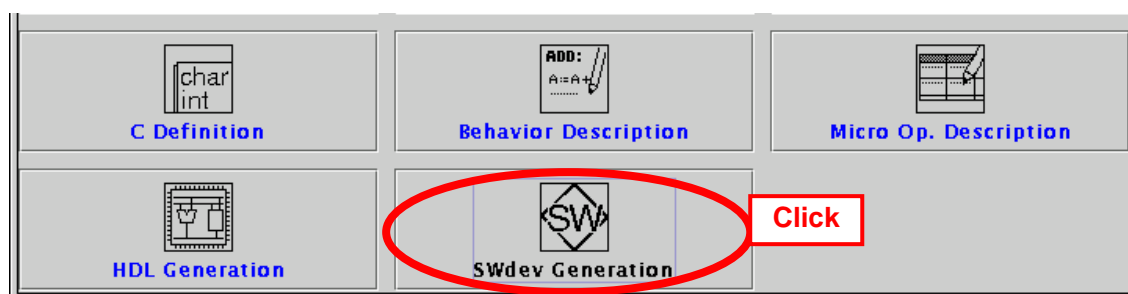 char
int
C Definition
ADD:
A:=A+
Behavior Description
Micro Op. Description
HDL Generation
SW
SWdev Generation
Click